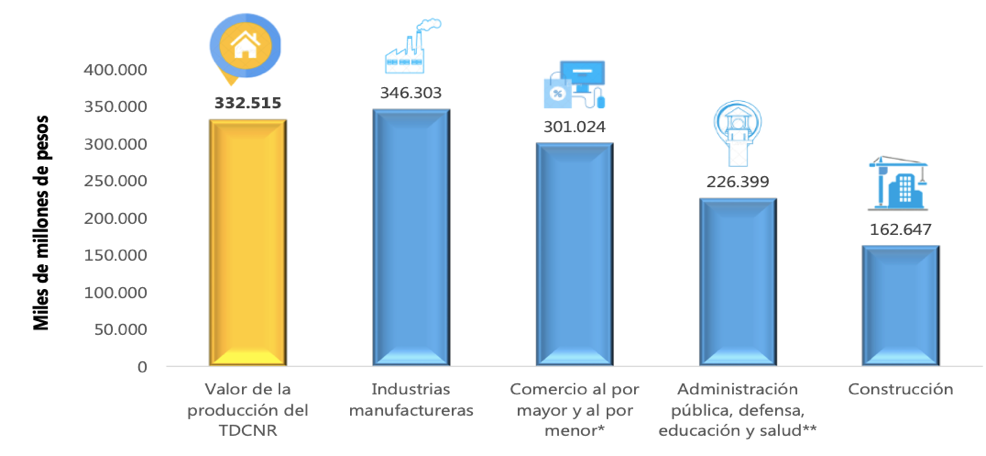 Miles de millones de pesos
400.000
350.000
300.000
250.000
200.000
150.000
100.000
50.000
0
332.515
346.303
%
301.024
226.399
162.647
Valor de la
producción del
TDCNR
Industrias
manufactureras
Comercio al por
mayor y al por
menor*
Administración
pública, defensa,
educación y salud**
Construcción